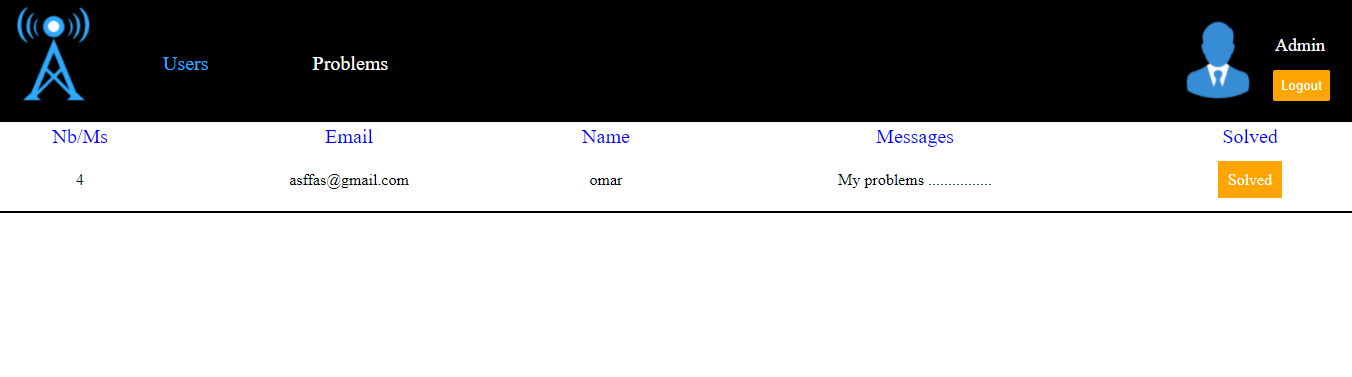 Users Problems Admin
Logout
Nb/Ms Email Name Messages Solved
4 asffas@gmail.com omar My problems ................ Solved